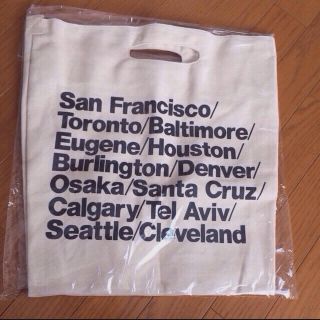 San Francisco/
Toronto/Baltimore/
Eugene/Houston/
Burlington/Denver/
Osaka/Santa Cruz/
Calgary/Tel Aviv/
Seattle/Cleveland